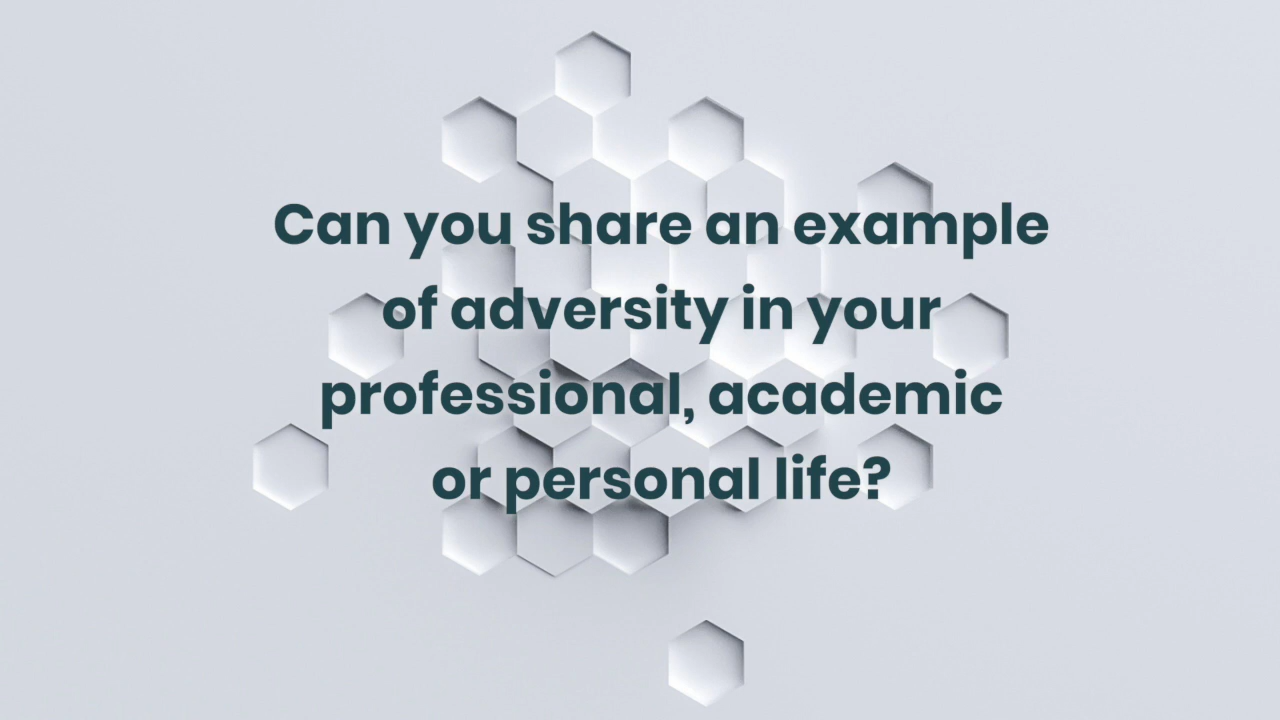 Can you share an example
of adversity in your
professional, academic
or personal life?